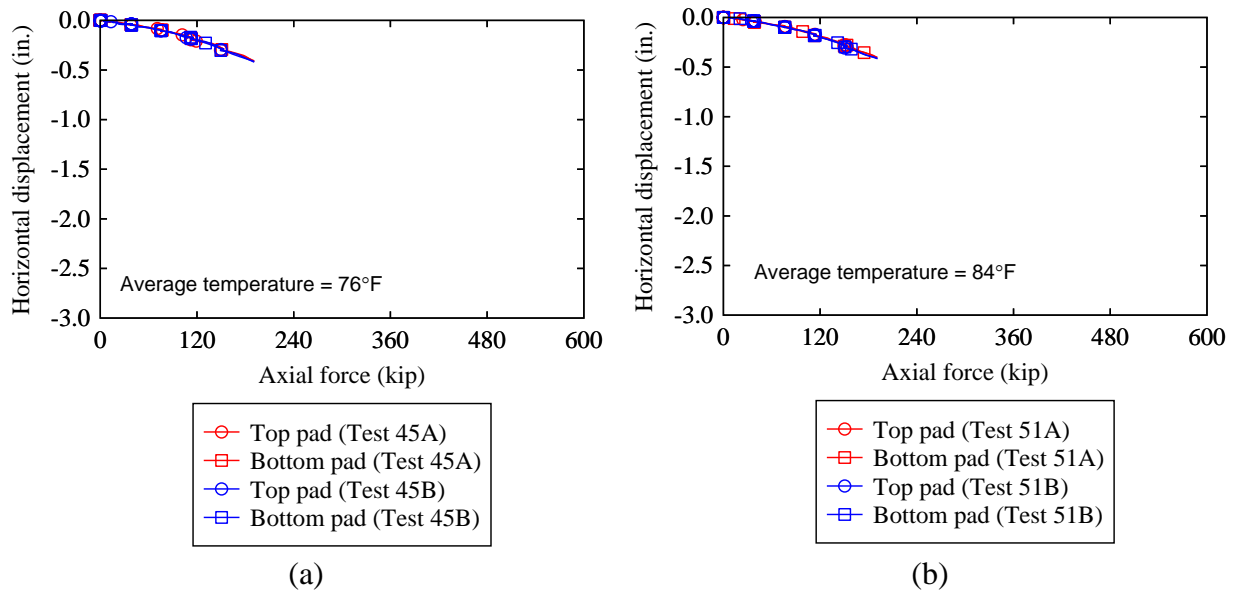 0.0
-0.5
-1.0
-1.5
-2.0
-2.5
-3.0
Horizontal displacement (in.)
Average temperature = 76°F
0 120 240 360 480 600
Axial force (kip)
Top pad (Test 45A)
Bottom pad (Test 45A)
Top pad (Test 45B)
Bottom pad (Test 45B)
(a)
0.0
-0.5
-1.0
-1.5
-2.0
-2.5
-3.0
Horizontal displacement (in.)
Average temperature = 84°F
0 120 240 360 480 600
Axial force (kip)
Top pad (Test 51A)
Bottom pad (Test 51A)
Top pad (Test 51B)
Bottom pad (Test 51B)
(b)